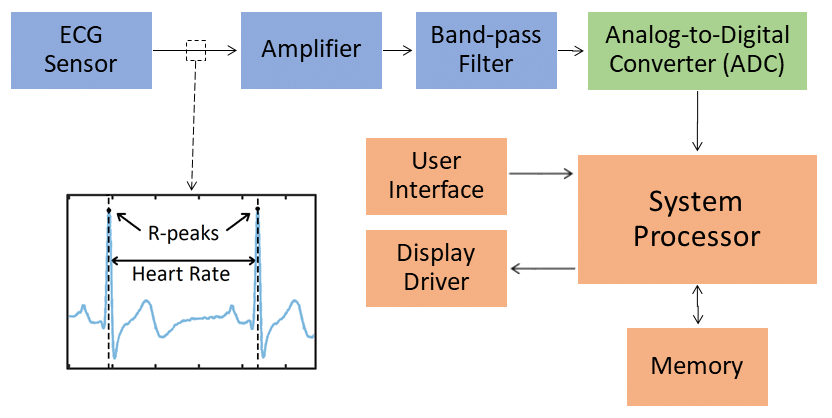 ECG
Sensor
Amplifier
Band-pass
Filter
Analog-to-Digital
Converter (ADC)
User
Interface
System
Processor
R-peaks
Heart Rate
Display
Driver
Memory